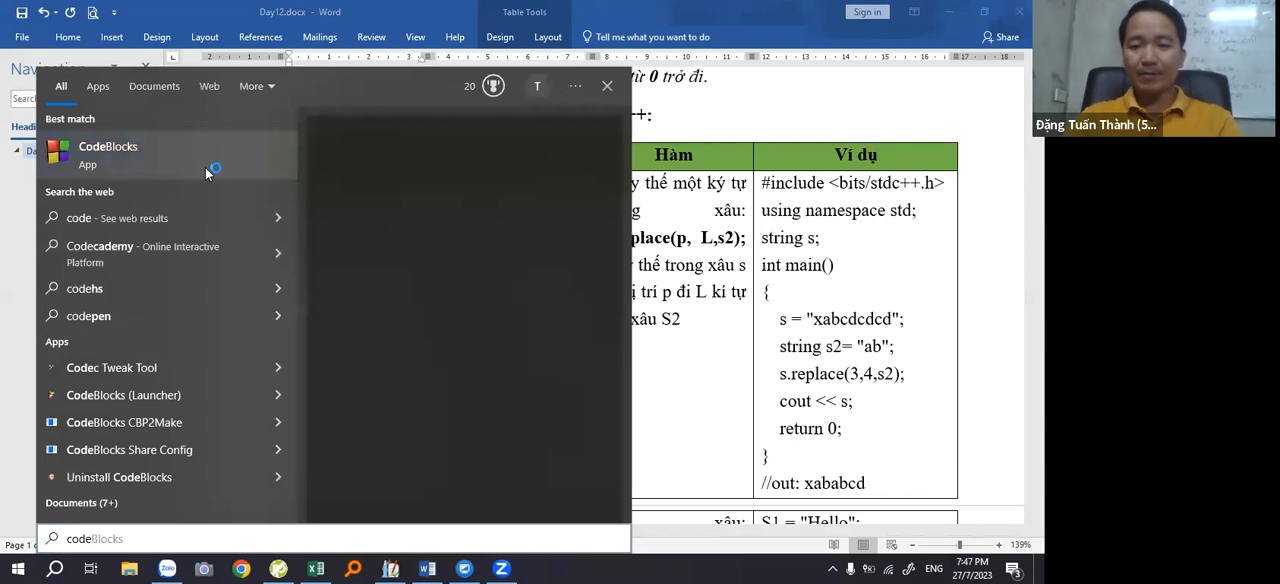 Day12.docx - Word
Table Tools
Sign in
File
Home
Insert
Design
Layout
References
Mailings
Review
View
Help
Design
Layout
Tell me what you want to do
Share
Đặng Tuấn Thành (5...
All
Apps
Documents
Web
More
20
T
Best match
CodeBlocks
App
Search the web
code - See web results
Codecademy - Online Interactive
Platform
codehs
codepen
Apps
Codec Tweak Tool
CodeBlocks (Launcher)
CodeBlocks CBP2Make
CodeBlocks Share Config
Uninstall CodeBlocks
Documents (7+)
codeBlocks
từ 0 trở đi.
Hàm
Ví dụ
thế một ký tự
xâu:
place(p, L,s2);
thế trong xâu s
trí p đi L kí tự
xâu S2
#include <bits/stdc++.h>
using namespace std;
string s;
int main()
{
s = "xabcdcdcd";
string s2= "ab";
s.replace(3,4,s2);
cout << s;
return 0;
}
//out: xababcd
xâu:
S1 = "Hello";
Page 1
139%
Zalo
ENG
7:47 PM
27/7/2023
3